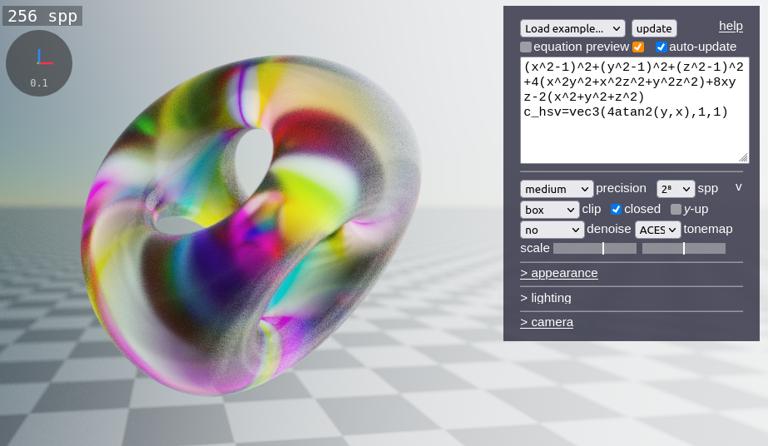 256 spp
0.1
Load example...
update
help
equation preview
auto-update
(x^2-1)^2+(y^2-1)^2+(z^2-1)^2
+4(x^2y^2+x^2z^2+y^2z^2)+8xy
z-2(x^2+y^2+z^2)
c_hsv=vec3(4atan2(y,x),1,1)
medium precision 2⁸ spp v
box clip closed y-up
no denoise ACES tonemap
scale
> appearance
> lighting
> camera